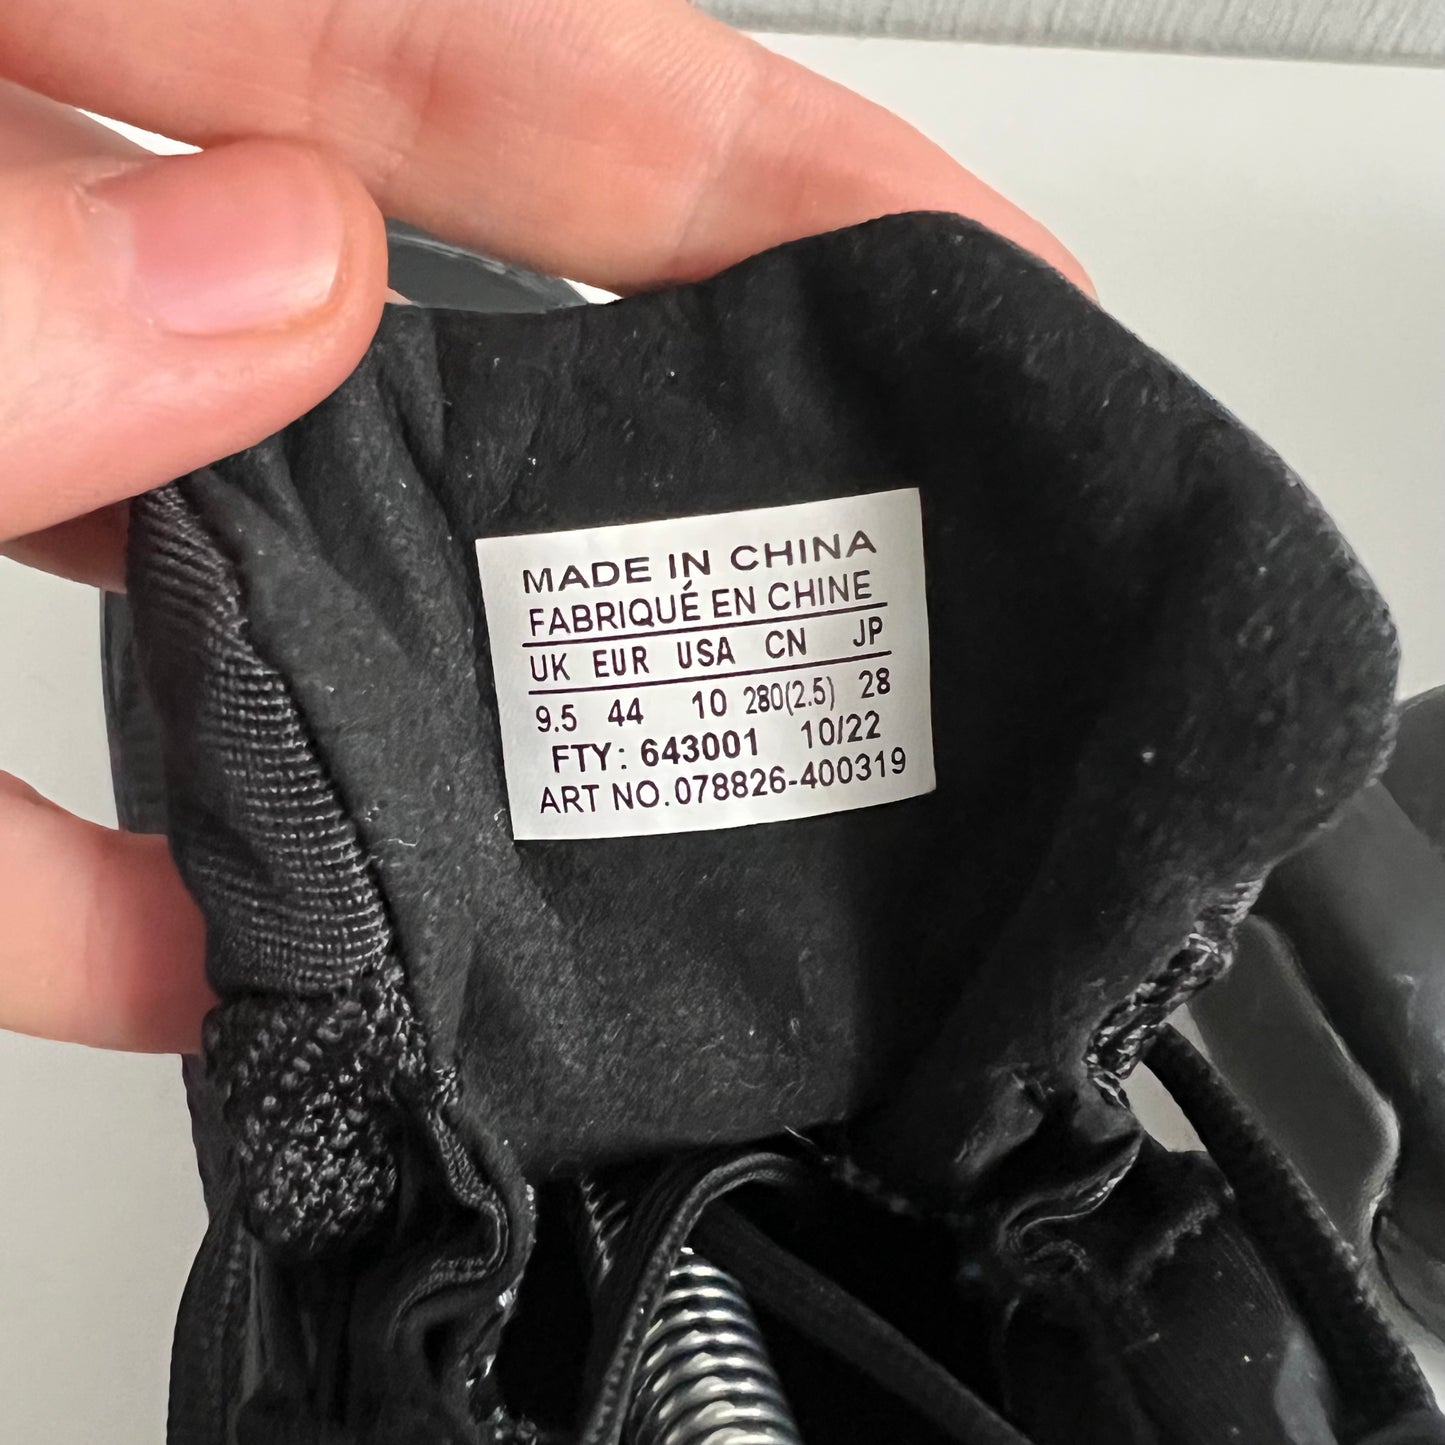 MADE IN CHINA
FABRIQUÉ EN CHINE
UK EUR USA CN JP
9.5 44 10 280(2.5) 28
FTY: 643001 10/22
ART NO.078826-400319